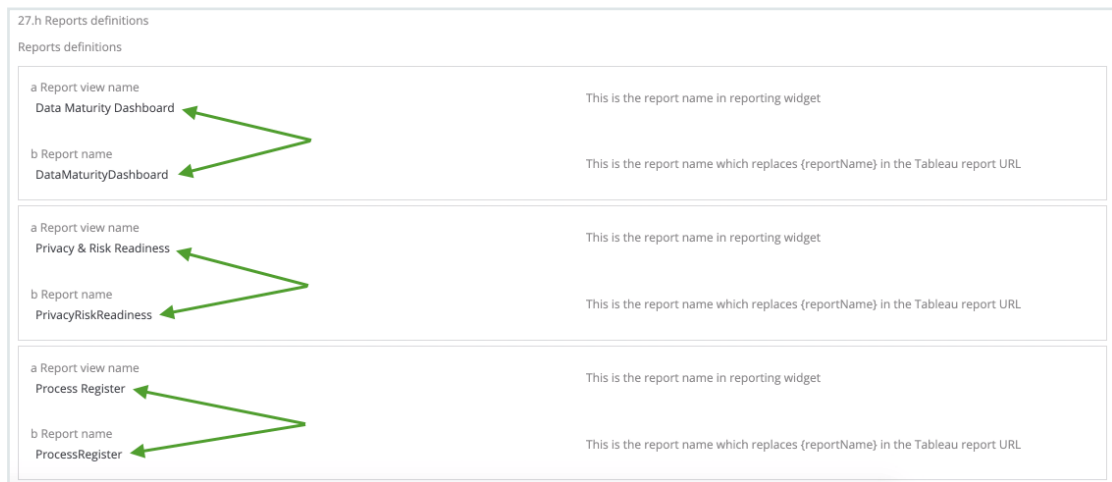 27.h Reports definitions
Reports definitions
a Report view name
Data Maturity Dashboard
This is the report name in reporting widget
b Report name
DataMaturityDashboard
This is the report name which replaces {reportName} in the Tableau report URL
a Report view name
Privacy & Risk Readiness
This is the report name in reporting widget
b Report name
PrivacyRiskReadiness
This is the report name which replaces {reportName} in the Tableau report URL
a Report view name
Process Register
This is the report name in reporting widget
b Report name
ProcessRegister
This is the report name which replaces {reportName} in the Tableau report URL